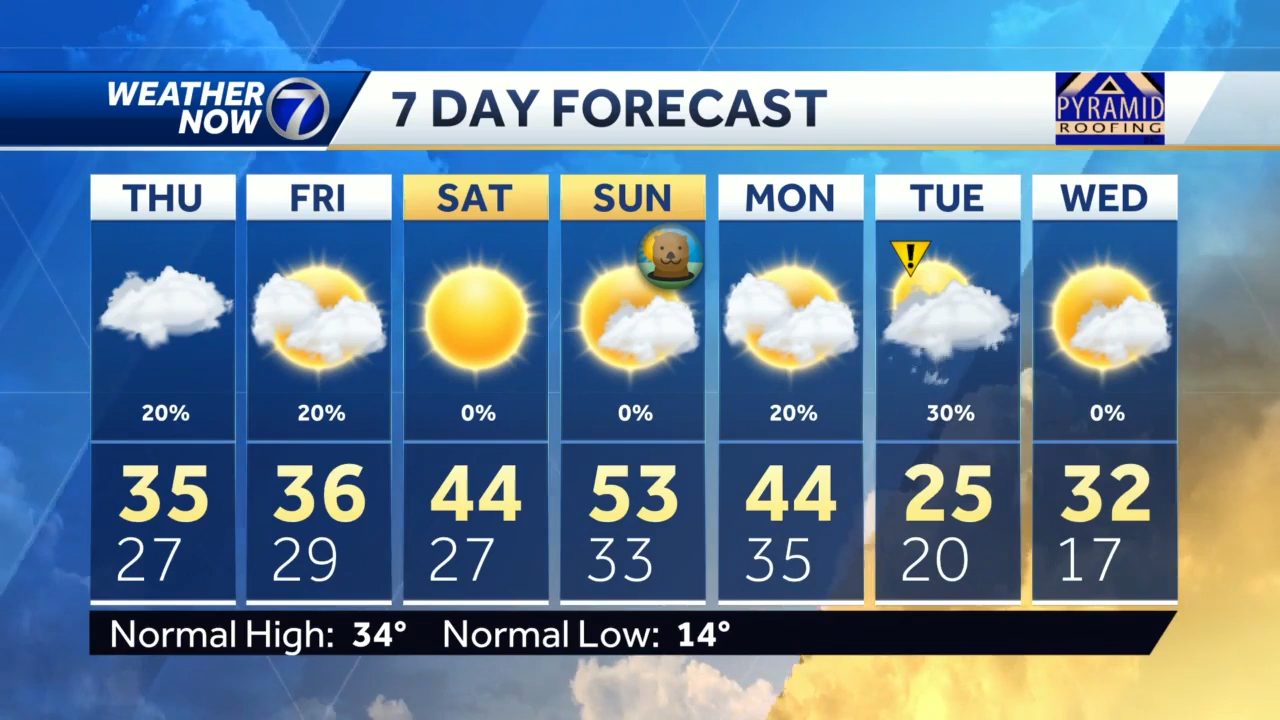 WEATHER
NOW 7
7 DAY FORECAST
PYRAMID
ROOFING
THU FRI SAT SUN MON TUE WED
!
20% 20% 0% 0% 20% 30% 0%
35 36 44 53 44 25 32
27 29 27 33 35 20 17
Normal High: 34° Normal Low: 14°